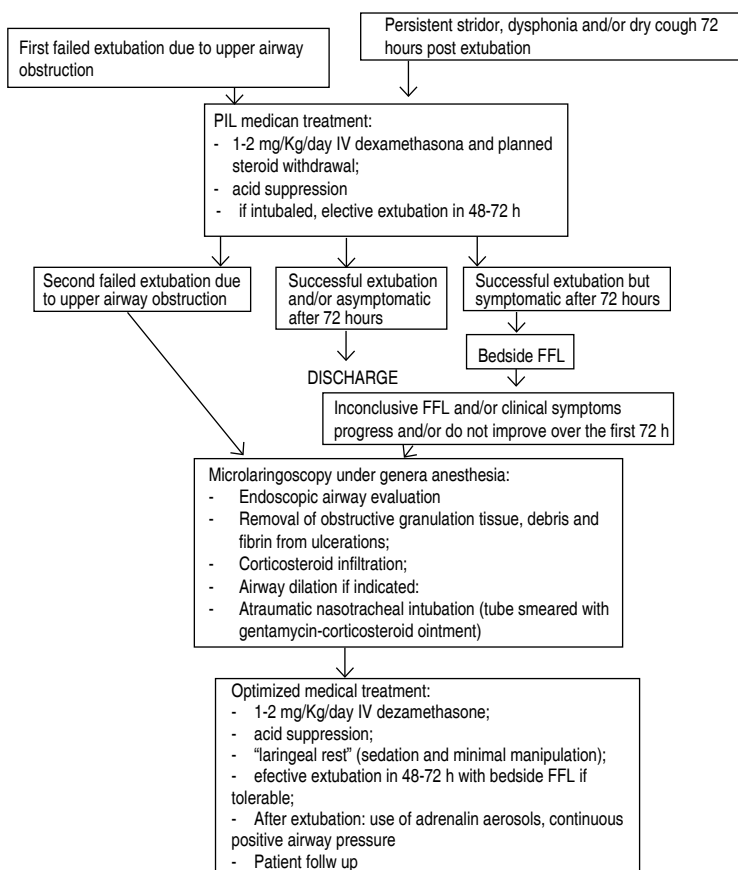 First failed extubation due to upper airway
obstruction
Persistent stridor, dysphonia and/or dry cough 72
hours post extubation
PIL medican treatment:
- 1-2 mg/Kg/day IV dexamethasona and planned
steroid withdrawal;
- acid suppression
- if intubaled, elective extubation in 48-72 h
Second failed extubation due
to upper airway obstruction
Successful extubation
and/or asymptomatic
after 72 hours
Successful extubation but
symptomatic after 72 hours
Bedside FFL
DISCHARGE
Inconclusive FFL and/or clinical symptoms
progress and/or do not improve over the first 72 h
Microlaringoscopy under genera anesthesia:
- Endoscopic airway evaluation
- Removal of obstructive granulation tissue, debris and
fibrin from ulcerations;
- Corticosteroid infiltration;
- Airway dilation if indicated:
- Atraumatic nasotracheal intubation (tube smeared with
gentamycin-corticosteroid ointment)
Optimized medical treatment:
- 1-2 mg/Kg/day IV dezamethasone;
- acid suppression;
- “laringeal rest” (sedation and minimal manipulation);
- efective extubation in 48-72 h with bedside FFL if
tolerable;
- After extubation: use of adrenalin aerosols, continuous
positive airway pressure
- Patient follw up